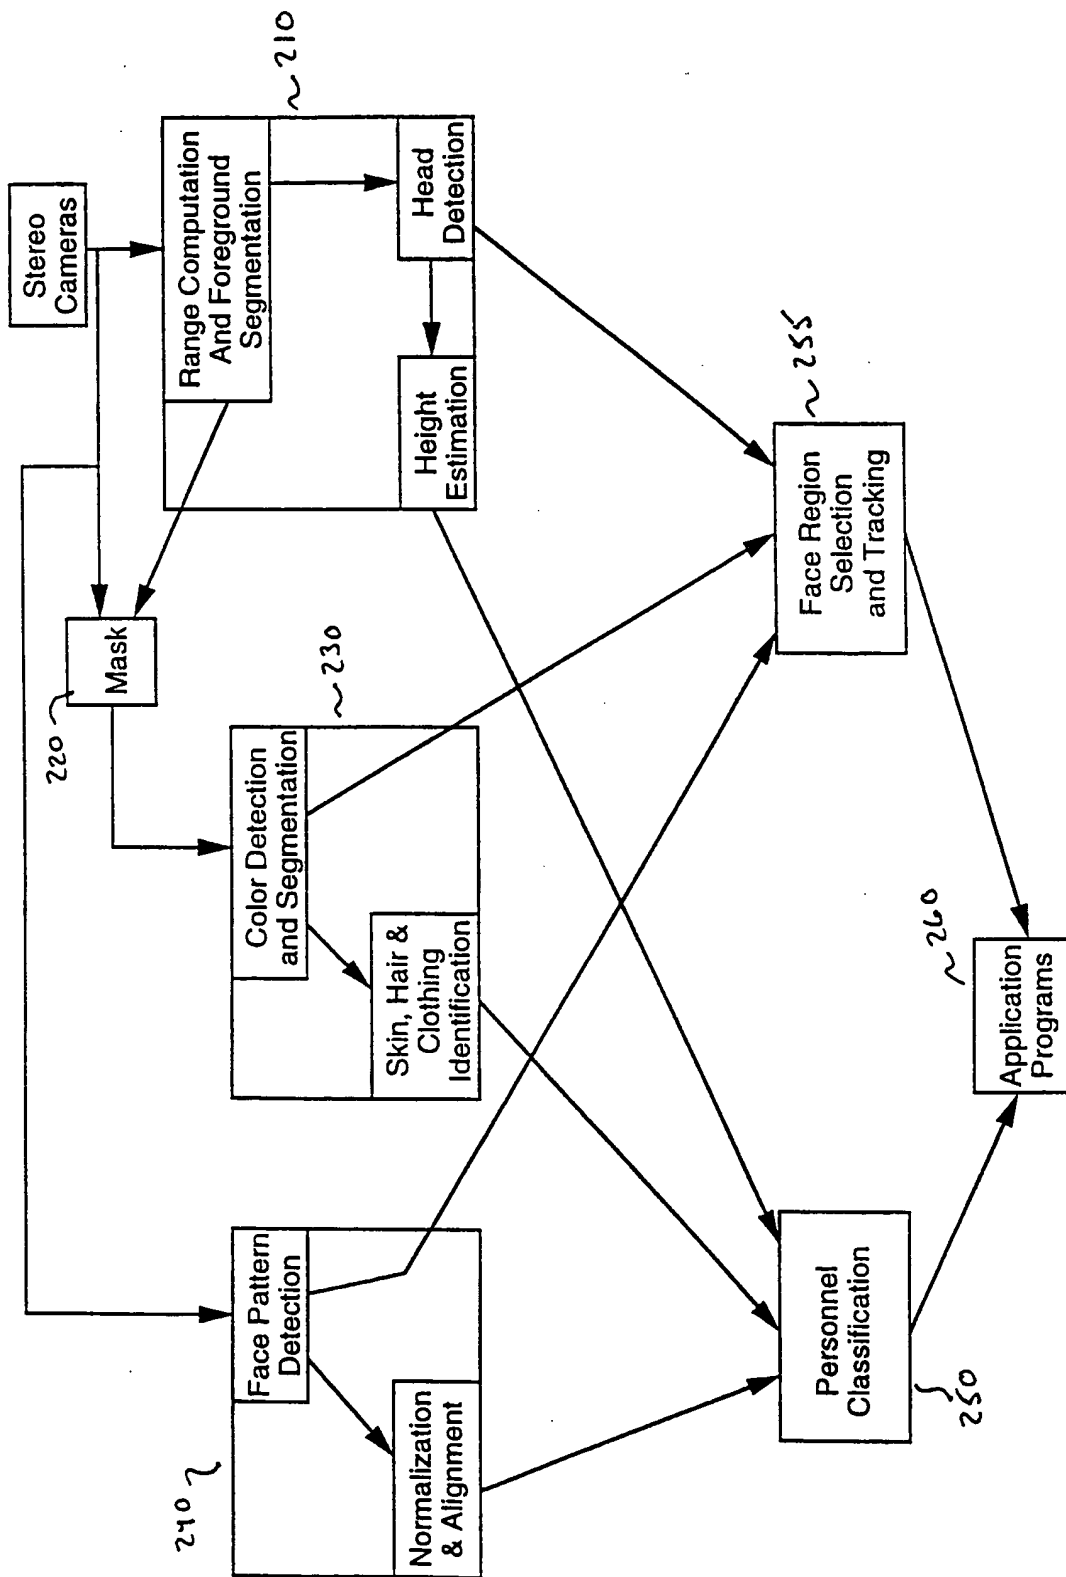 Stereo
Cameras
Range Computation
And Foreground
Segmentation
Head
Detection
Height
Estimation
~ 210
Mask
220
Color Detection
and Segmentation
Skin, Hair &
Clothing
Identification
~ 230
Face Pattern
Detection
Normalization
& Alignment
240 ~
Face Region
Selection
and Tracking
~ 255
Personnel
Classification
250
Application
Programs
~ 260